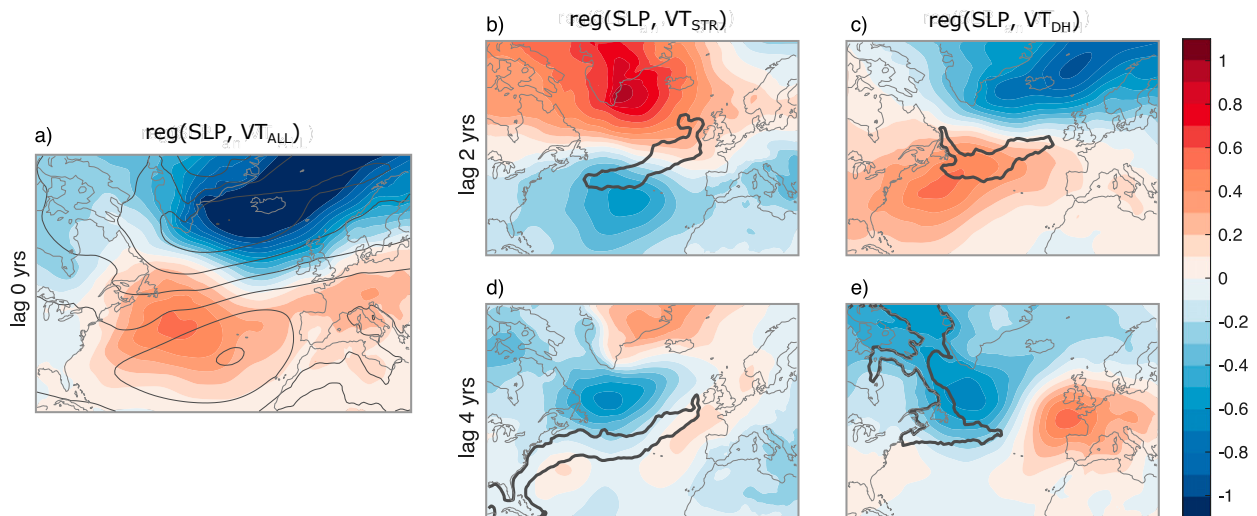 b)
reg(SLP, VT_STR)
c)
reg(SLP, VT_DH)
a)
reg(SLP, VT_ALL)
lag 0 yrs
lag 2 yrs
d)
e)
lag 4 yrs
1
0.8
0.6
0.4
0.2
0
-0.2
-0.4
-0.6
-0.8
-1